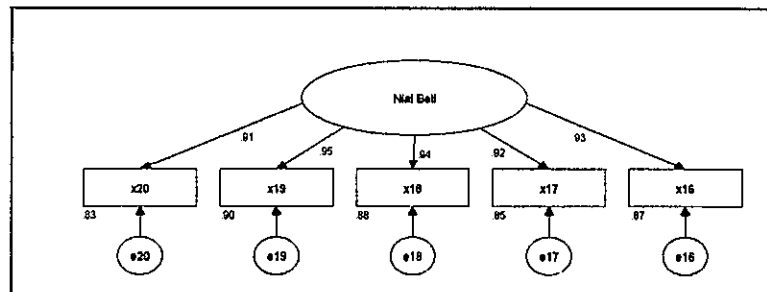 Niat Beli
.91 .95 .94 .92 .93
x20 x19 x18 x17 x16
.83 .90 .88 .85 .87
e20 e19 e18 e17 e16